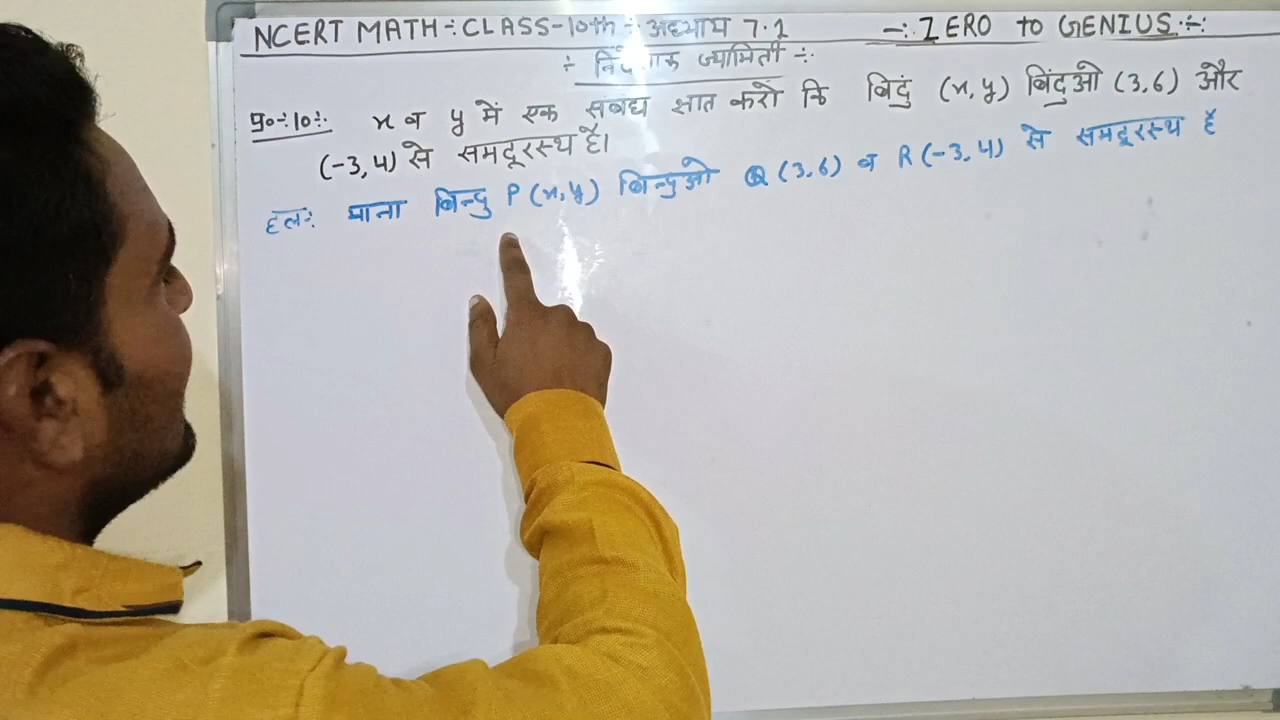 NCERT MATH÷CLASS-10th÷अध्याय 7.1 -:ZERO to GENIUS÷-:
÷ ज्यामिती ÷
प्र०÷10÷ x व y में एक संबंध ज्ञात करो कि बिंदुं (x,y) बिंदुओ (3,6) और
(-3,4) से समदूरस्थ है।
हल÷ माना बिन्दु P(x,y) बिन्दुओ Q(3,6) व R(-3,4) से समदूरस्थ है